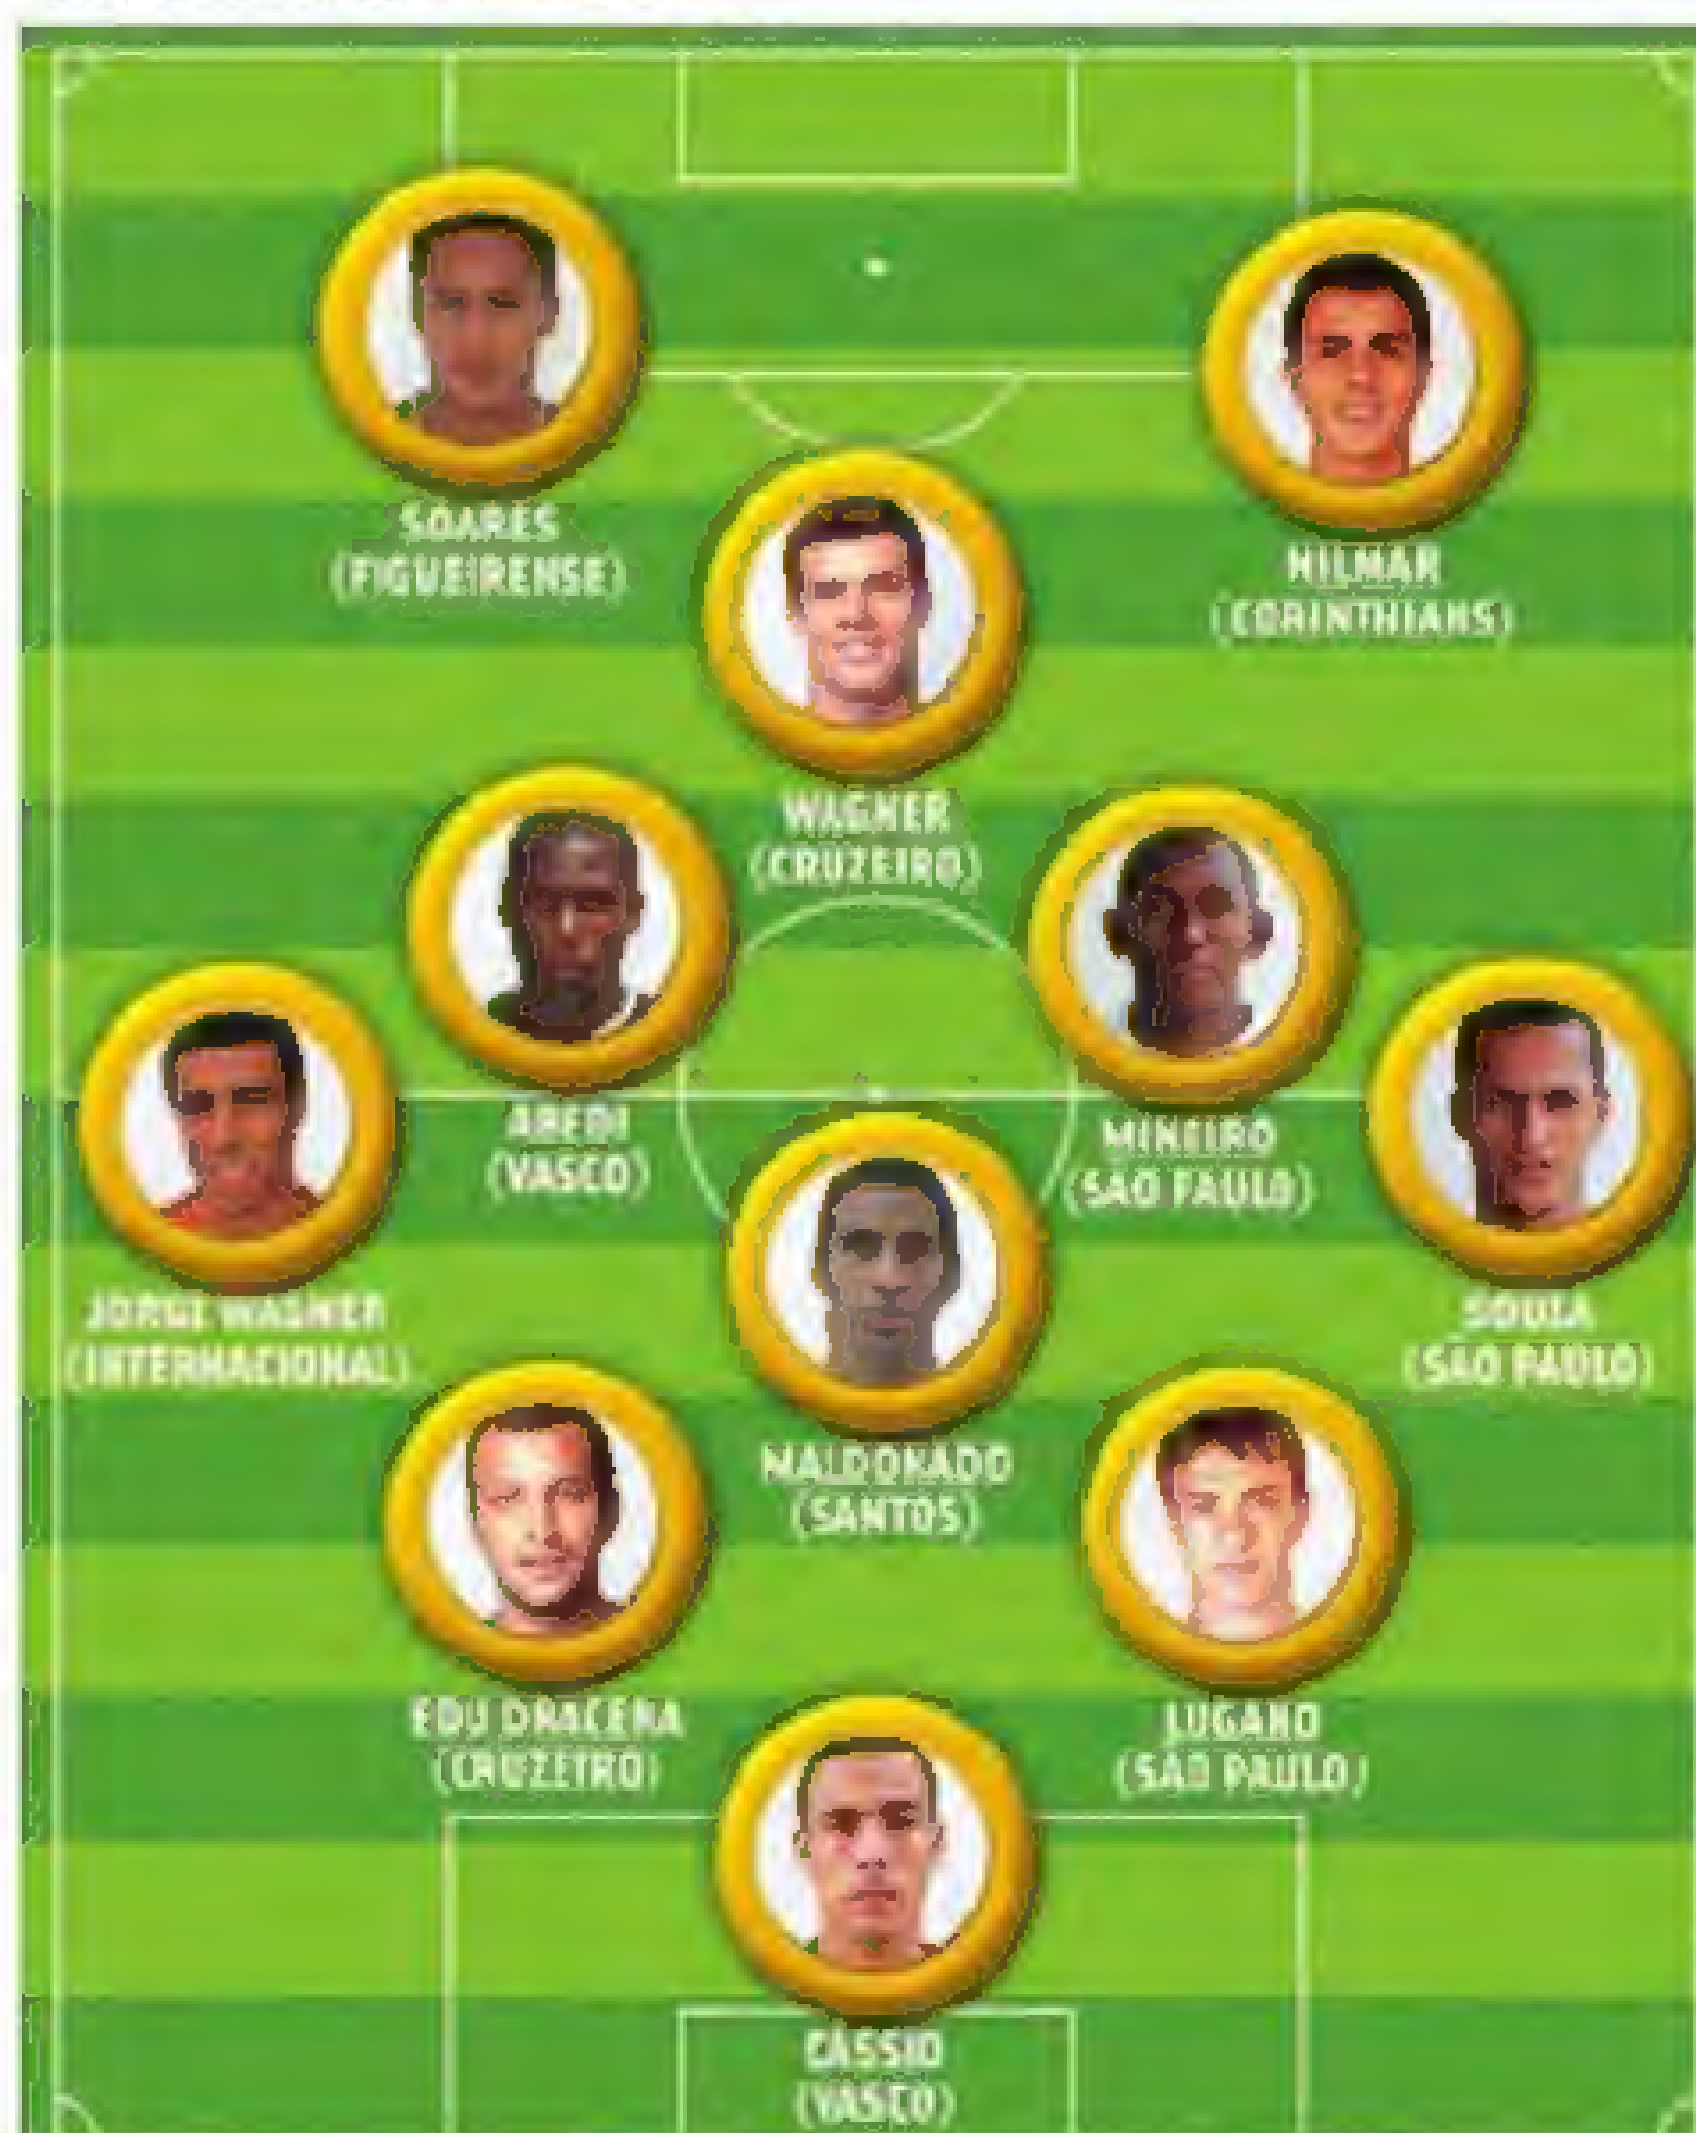 SOARES
(FIGUEIRENSE)
NILMAR
(CORINTHIANS)
WAGNER
(CRUZEIRO)
ABEDI
(VASCO)
MINEIRO
(SÃO PAULO)
JORGE WAGNER
(INTERNACIONAL)
SOUZA
(SÃO PAULO)
MALDONADO
(SANTOS)
EDU DRACENA
(CRUZEIRO)
LUGANO
(SÃO PAULO)
CÁSSIO
(VASCO)